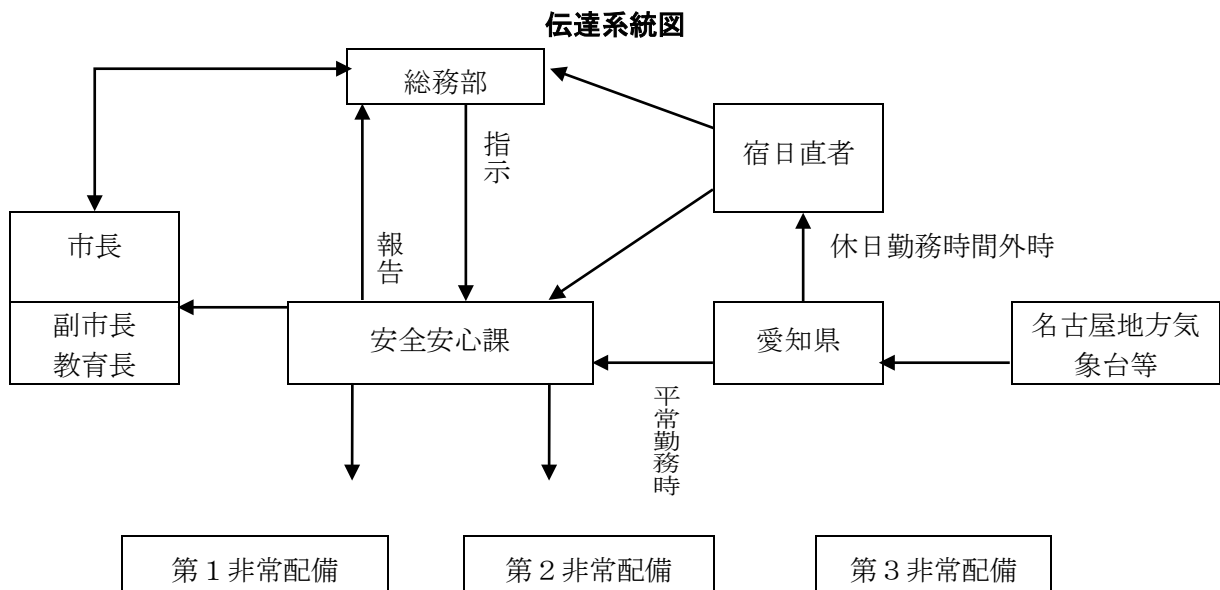 伝達系統図
総務部
指示
宿日直者
市長
報告
休日勤務時間外時
副市長
教育長
安全安心課
愛知県
名古屋地方気
象台等
平常勤務時
第１非常配備
第２非常配備
第３非常配備